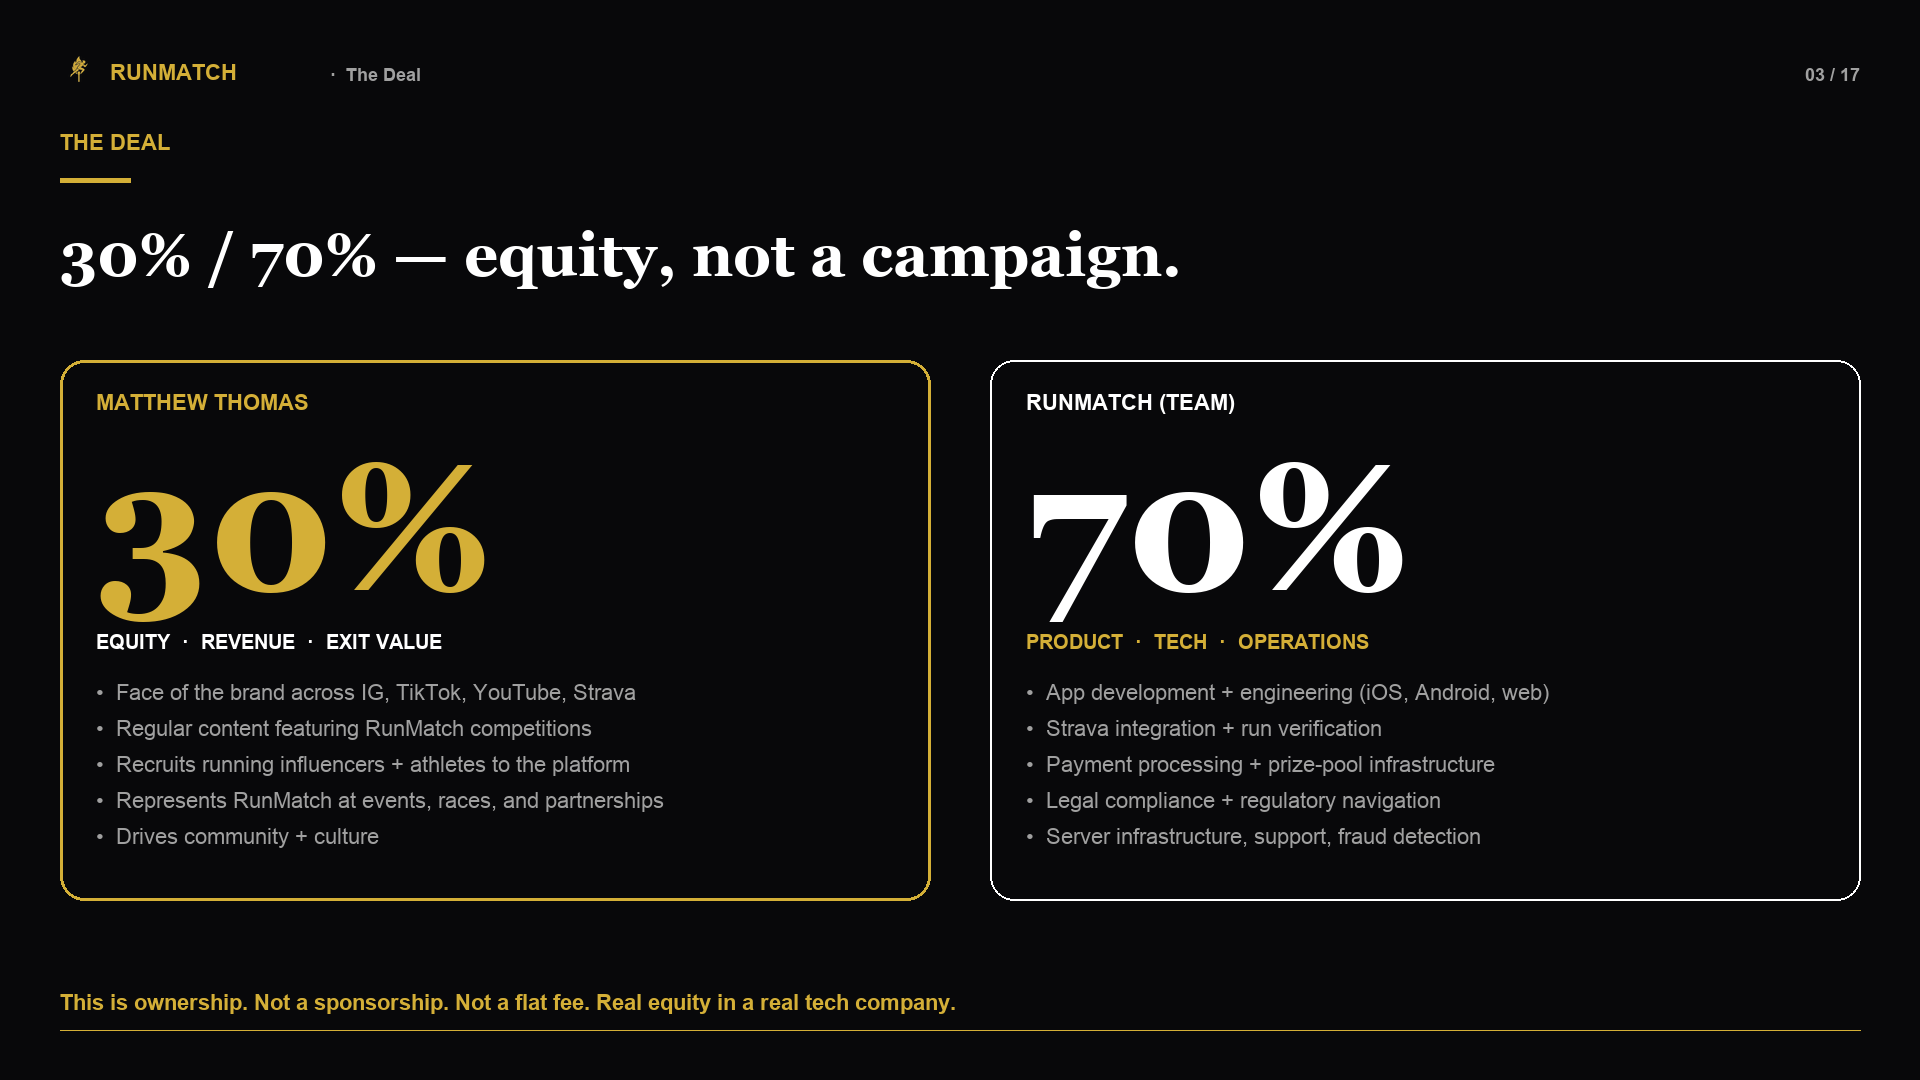 RUNMATCH · The Deal
03 / 17
THE DEAL
30% / 70% — equity, not a campaign.
MATTHEW THOMAS
30%
EQUITY · REVENUE · EXIT VALUE
• Face of the brand across IG, TikTok, YouTube, Strava
• Regular content featuring RunMatch competitions
• Recruits running influencers + athletes to the platform
• Represents RunMatch at events, races, and partnerships
• Drives community + culture
RUNMATCH (TEAM)
70%
PRODUCT · TECH · OPERATIONS
• App development + engineering (iOS, Android, web)
• Strava integration + run verification
• Payment processing + prize-pool infrastructure
• Legal compliance + regulatory navigation
• Server infrastructure, support, fraud detection
This is ownership. Not a sponsorship. Not a flat fee. Real equity in a real tech company.